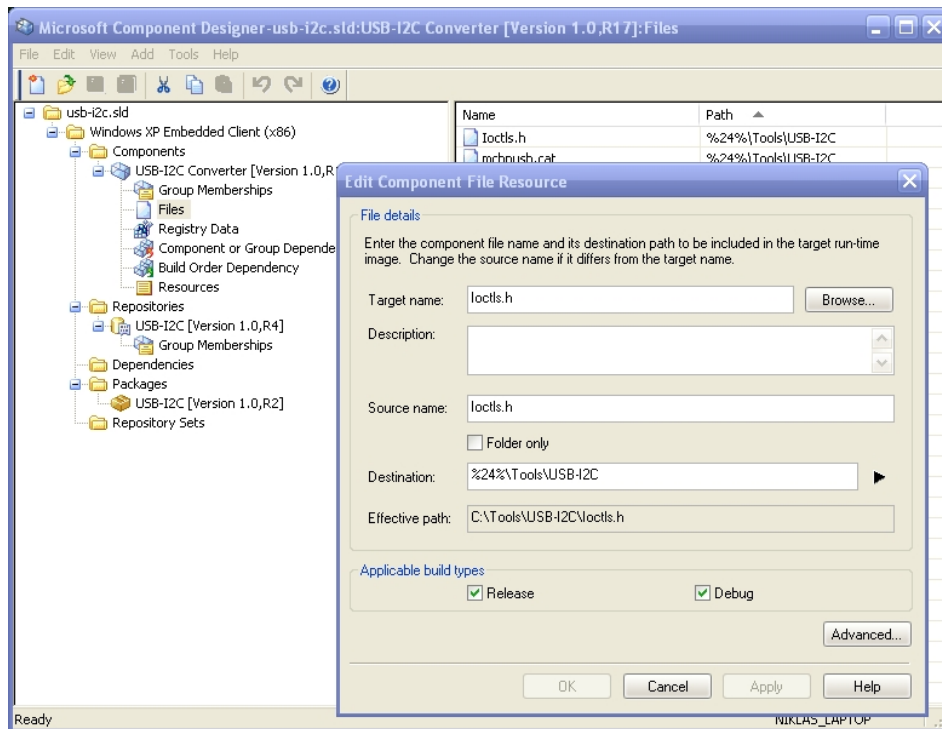 Microsoft Component Designer-usb-i2c.sld:USB-I2C Converter [Version 1.0,R17]:Files
File Edit View Add Tools Help
usb-i2c.sld
Windows XP Embedded Client (x86)
Components
USB-I2C Converter [Version 1.0,R
Group Memberships
Files
Registry Data
Component or Group Depende
Build Order Dependency
Resources
Repositories
USB-I2C [Version 1.0,R4]
Group Memberships
Dependencies
Packages
USB-I2C [Version 1.0,R2]
Repository Sets
Name Path
Ioctls.h %24%\Tools\USB-I2C
mchpusb.cat %24%\Tools\USB-I2C
Edit Component File Resource
File details
Enter the component file name and its destination path to be included in the target run-time
image. Change the source name if it differs from the target name.
Target name: Ioctls.h Browse...
Description:
Source name: Ioctls.h
Folder only
Destination: %24%\Tools\USB-I2C
Effective path: C:\Tools\USB-I2C\Ioctls.h
Applicable build types
Release Debug
Advanced...
OK Cancel Apply Help
Ready NIKLAS_LAPTOP